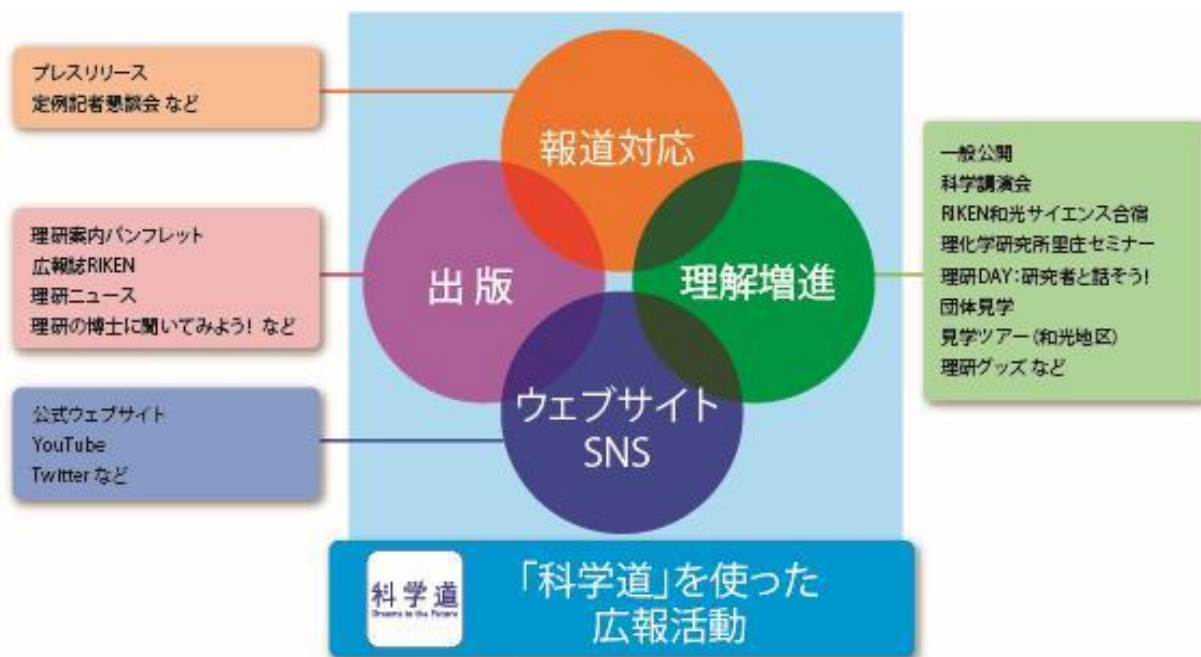 プレスリリース
定例記者懇談会 など
報道対応
理研案内パンフレット
広報誌RIKEN
理研ニュース
理研の博士に聞いてみよう! など
出版
理解増進
一般公開
科学講演会
RIKEN和光サイエンス合宿
理化学研究所里庄セミナー
理研DAY:研究者と話そう!
団体見学
見学ツアー(和光地区)
理研グッズ など
公式ウェブサイト
YouTube
Twitter など
ウェブサイト
SNS
科学道
Dreams to the Future
「科学道」を使った
広報活動